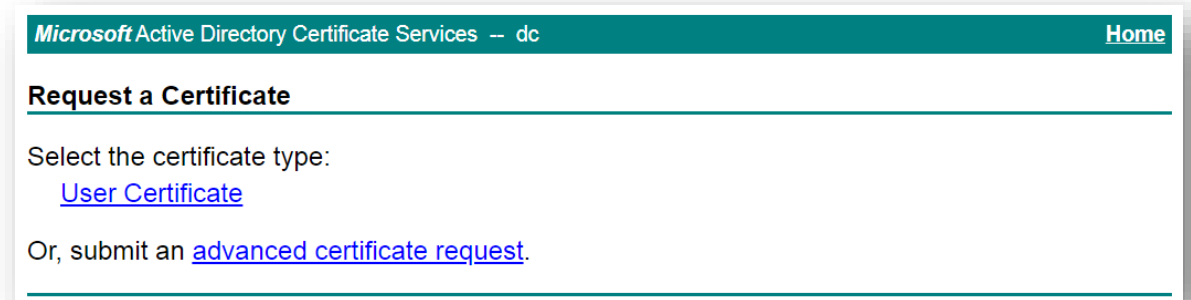 Microsoft Active Directory Certificate Services -- dc Home
Request a Certificate
Select the certificate type:
User Certificate
Or, submit an advanced certificate request.